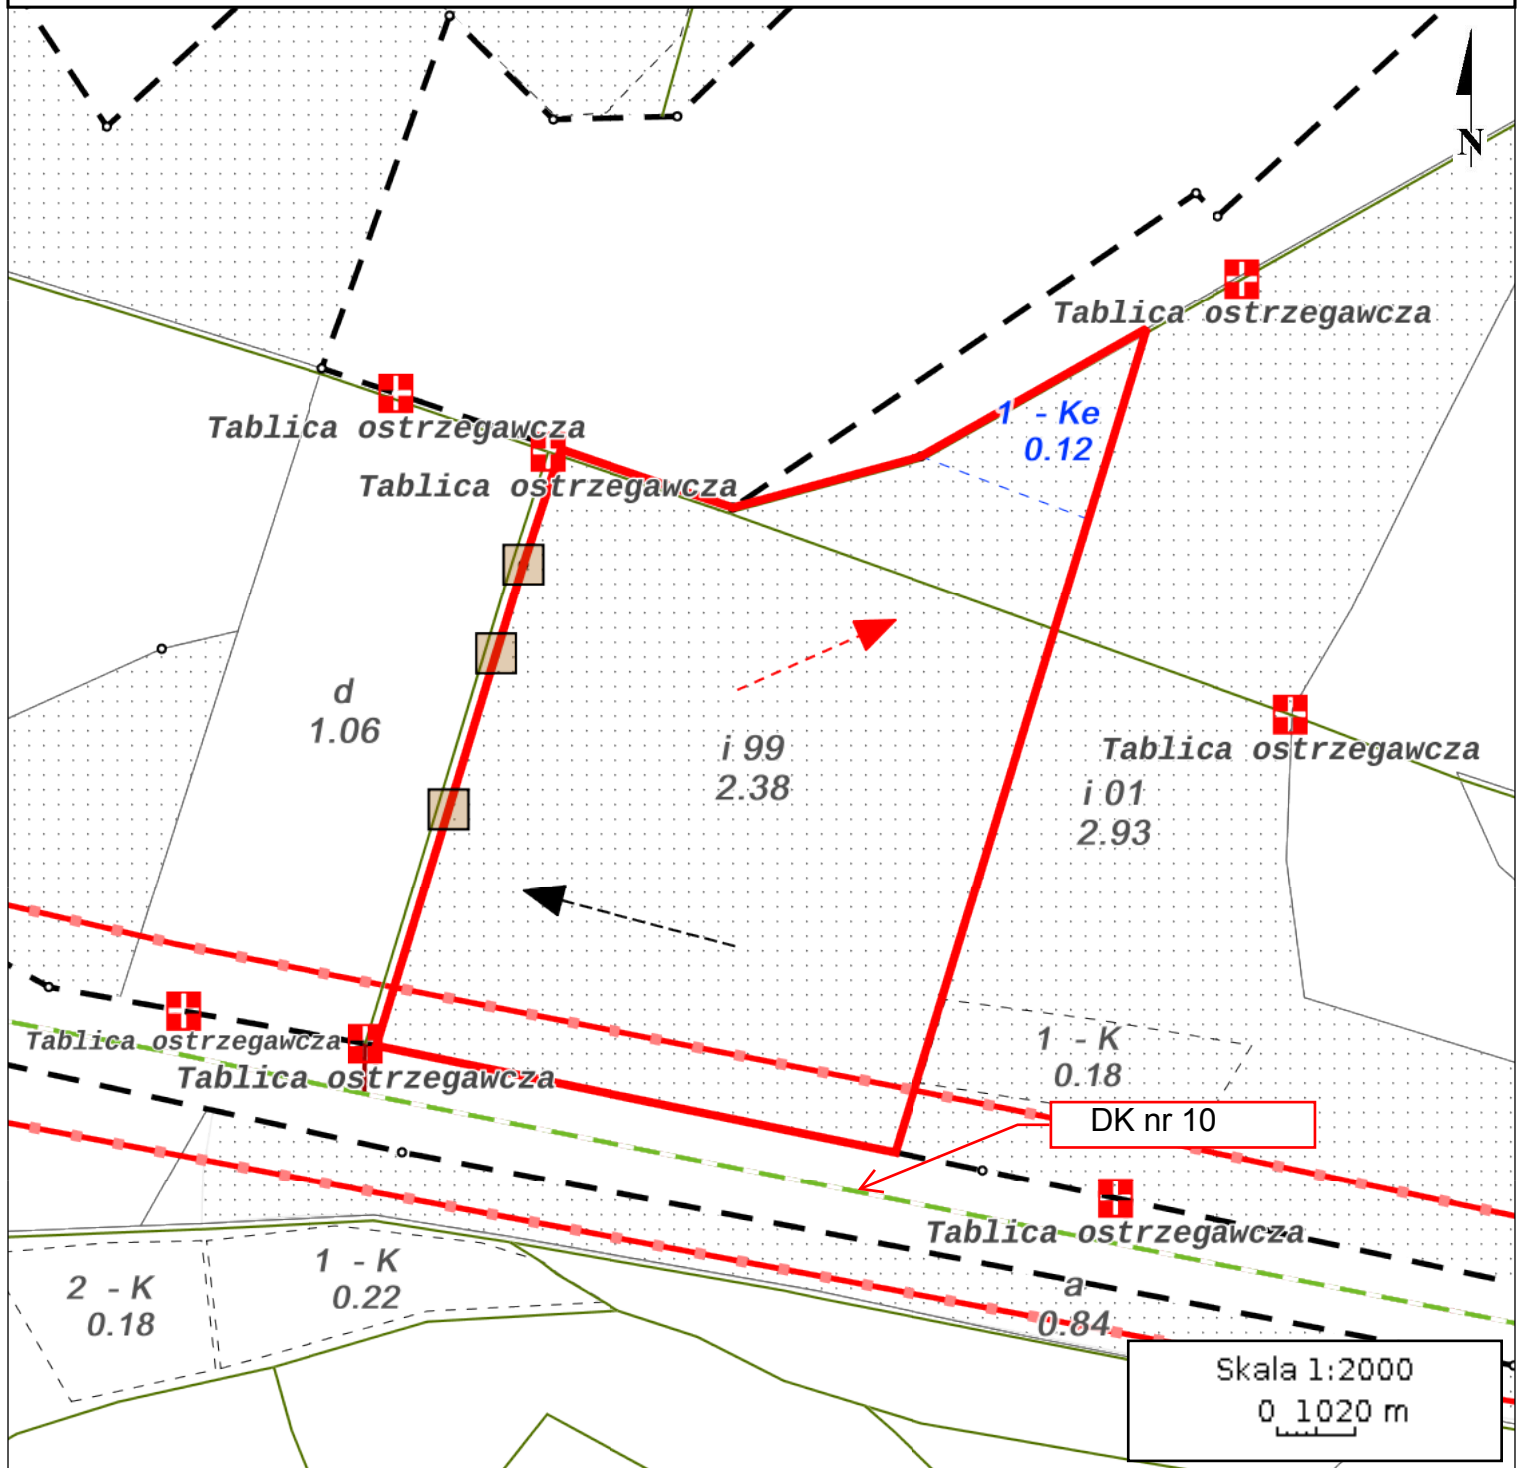 N
Tablica ostrzegawcza
1 - Ke
0.12
Tablica ostrzegawcza
Tablica ostrzegawcza
d
1.06
i 99
2.38
Tablica ostrzegawcza
i 01
2.93
Tablica ostrzegawcza
1 - K
0.18
Tablica ostrzegawcza
DK nr 10
Tablica ostrzegawcza
2 - K
0.18
1 - K
0.22
a
0.84
Skala 1:2000
0 1020 m